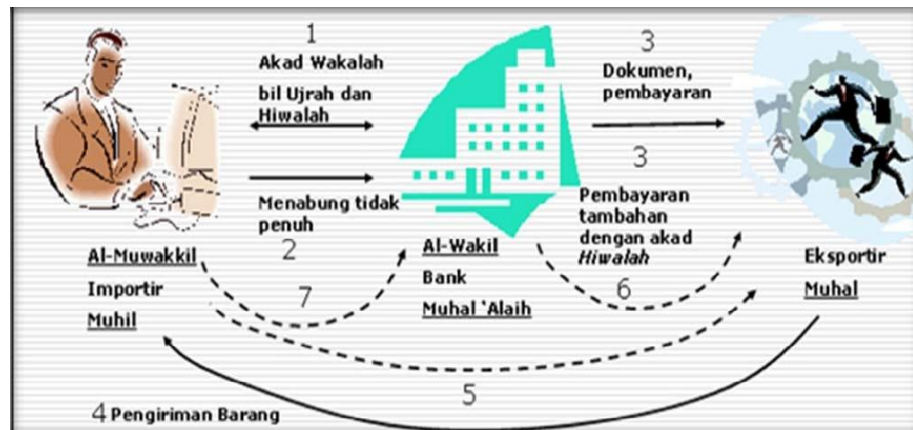 1
Akad Wakalah
bil Ujrah dan
Hiwalah
Menabung tidak
penuh
2
3
Dokumen,
pembayaran
3
Pembayaran
tambahan
dengan akad
Hiwalah
Al-Muwakkil
Importir
Muhil
7
Al-Wakil
Bank
Muhal 'Alaih
6
Eksportir
Muhal
5
4 Pengiriman Barang